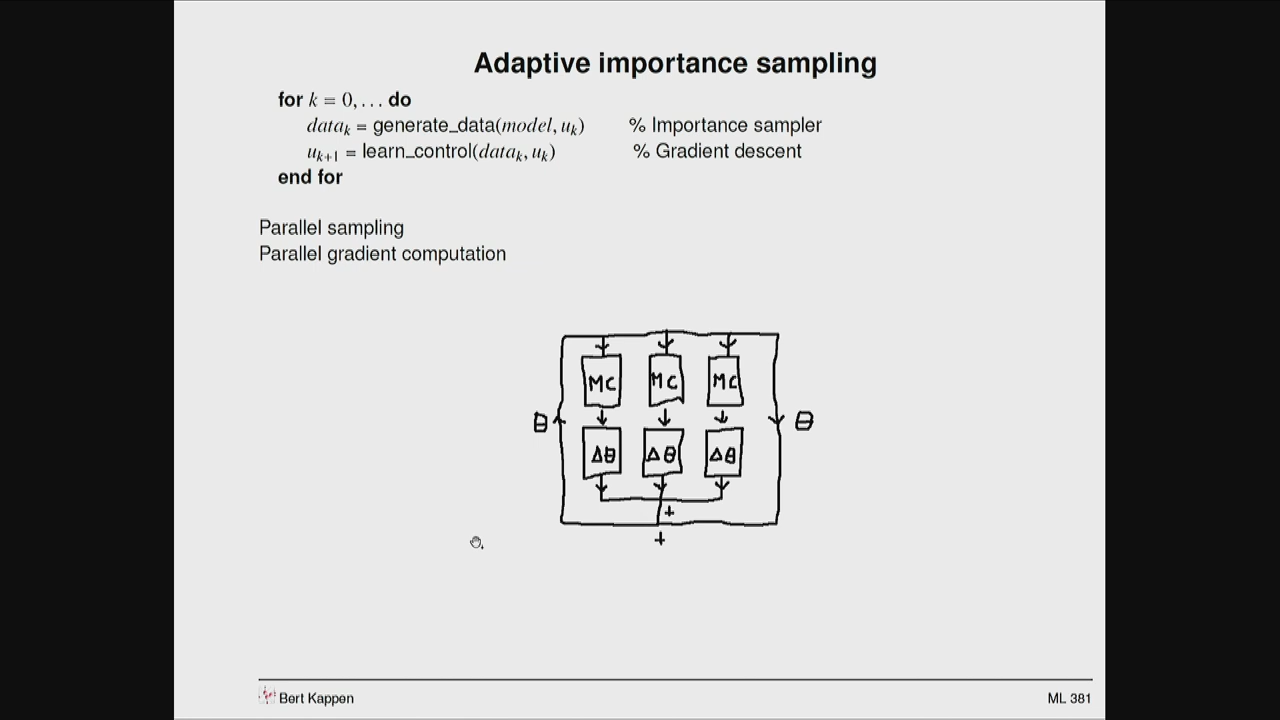 Adaptive importance sampling
for k = 0, . . . do
data_k = generate_data(model, u_k) % Importance sampler
u_{k+1} = learn_control(data_k, u_k) % Gradient descent
end for
Parallel sampling
Parallel gradient computation
MC MC MC
θ θ
Δθ Δθ Δθ
+
+
Bert Kappen ML 381